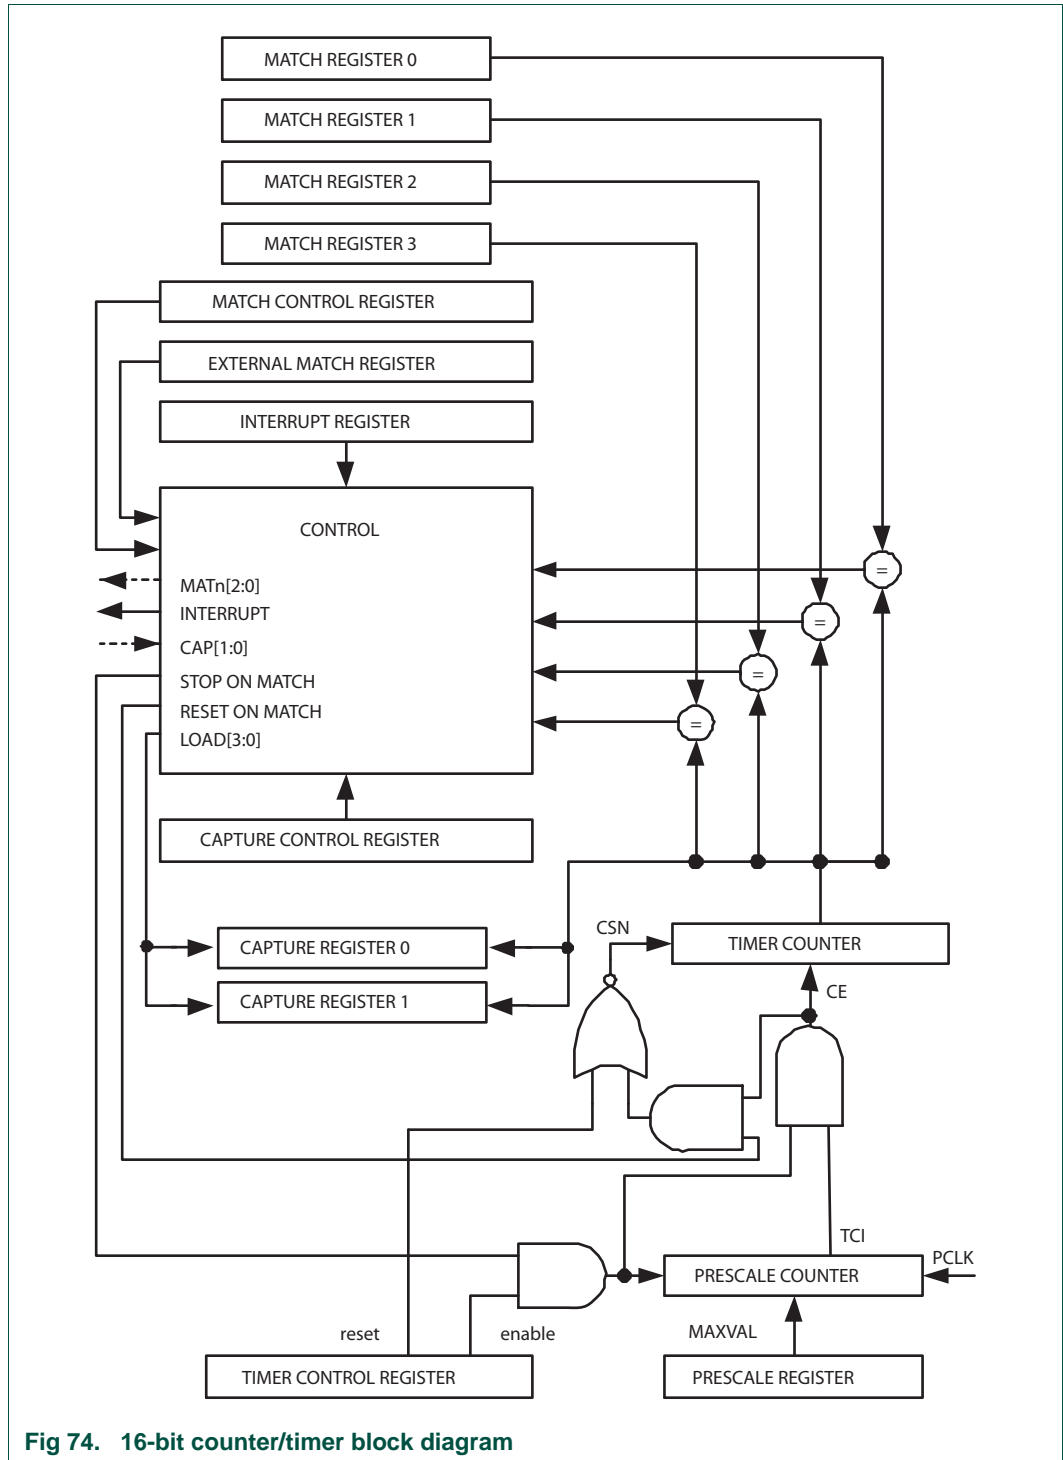 MATCH REGISTER 0
MATCH REGISTER 1
MATCH REGISTER 2
MATCH REGISTER 3
MATCH CONTROL REGISTER
EXTERNAL MATCH REGISTER
INTERRUPT REGISTER
CONTROL
=
=
=
=
MATn[2:0]
INTERRUPT
CAP[1:0]
STOP ON MATCH
RESET ON MATCH
LOAD[3:0]
CAPTURE CONTROL REGISTER
CSN
TIMER COUNTER
CAPTURE REGISTER 0
CE
CAPTURE REGISTER 1
TCI
PCLK
PRESCALE COUNTER
reset
enable
MAXVAL
TIMER CONTROL REGISTER
PRESCALE REGISTER
Fig 74. 16-bit counter/timer block diagram